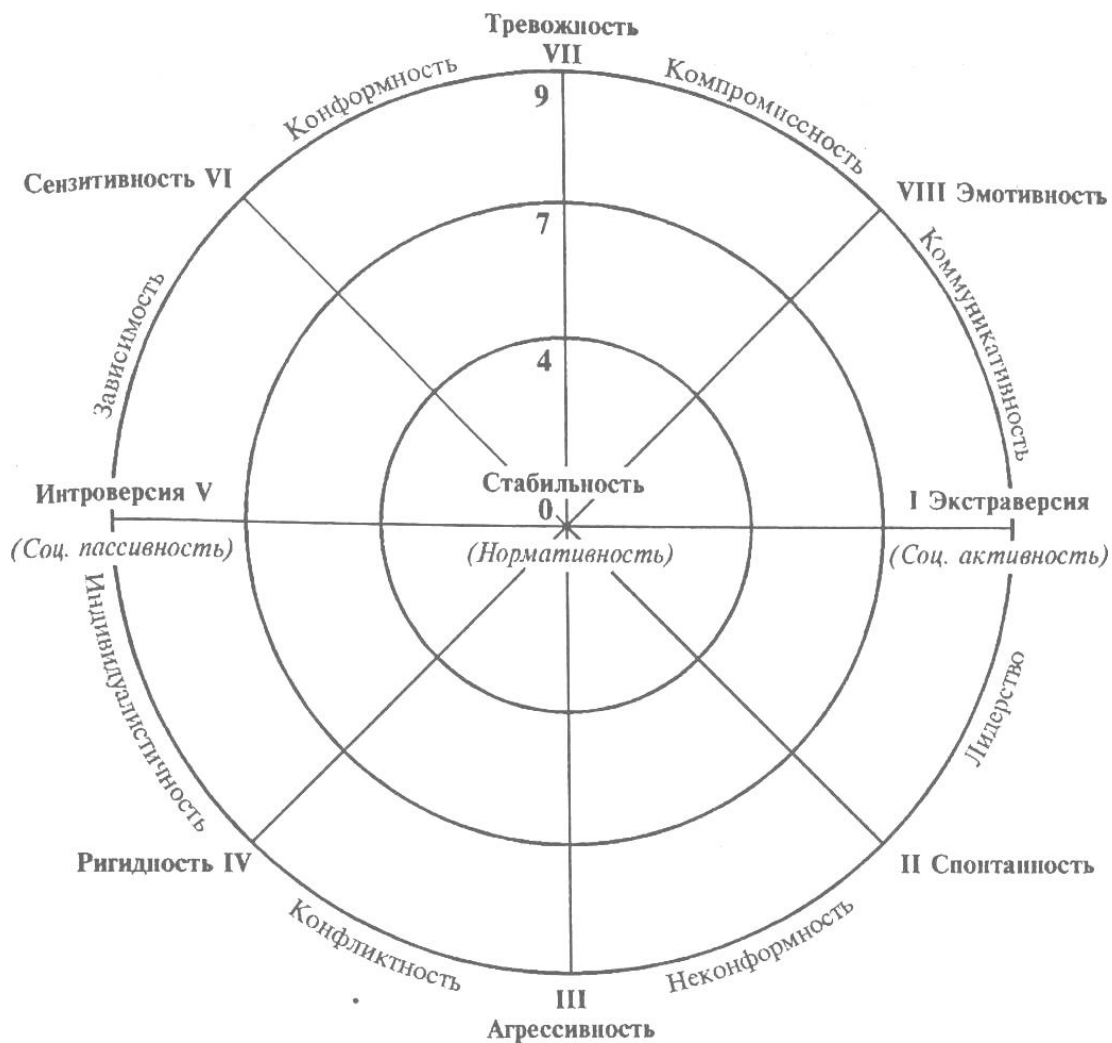 Тревожность
VII
Конформность
Компромиссность
9
Сензитивность VI
VIII Эмотивность
7
Зависимость
Коммуникативность
4
Стабильность
Интроверсия V
0
I Экстраверсия
(Соц. пассивность)
(Нормативность)
(Соц. активность)
Индивидуалистичность
Лидерство
Ригидность IV
II Спонтанность
Конфликтность
Неконформность
III
Агрессивность